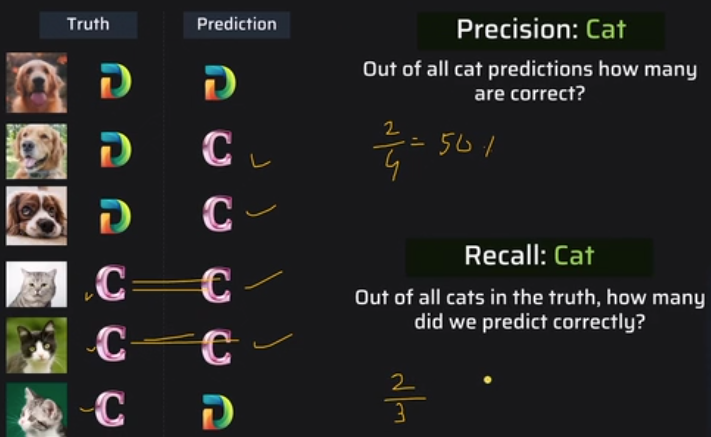 Truth Prediction
D D
D C
D C
C C
C C
C D
Precision: Cat
Out of all cat predictions how many
are correct?
2/4 = 50%
Recall: Cat
Out of all cats in the truth, how many
did we predict correctly?
2/3